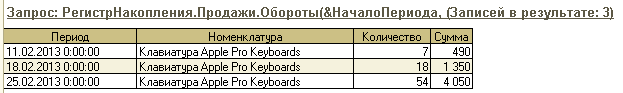 Запрос: РегистрНакопления.Продажи.Обороты(&НачалоПериода, (Записей в результате: 3)
Период Номенклатура Количество Сумма
11.02.2013 0:00:00 Клавиатура Apple Pro Keyboards 7 490
18.02.2013 0:00:00 Клавиатура Apple Pro Keyboards 18 1 350
25.02.2013 0:00:00 Клавиатура Apple Pro Keyboards 54 4 050